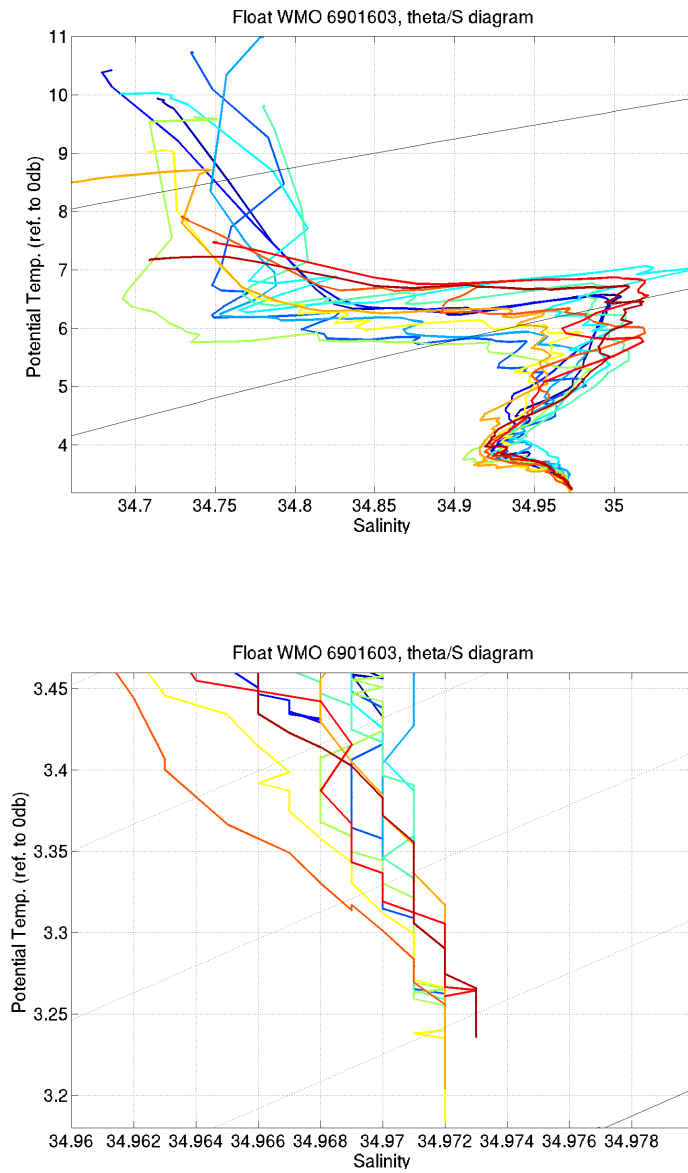 Float WMO 6901603, theta/S diagram
11
10
9
8
7
6
5
4
Potential Temp. (ref. to 0db)
34.7 34.75 34.8 34.85 34.9 34.95 35
Salinity
Float WMO 6901603, theta/S diagram
3.45
3.4
3.35
3.3
3.25
3.2
Potential Temp. (ref. to 0db)
34.96 34.962 34.964 34.966 34.968 34.97 34.972 34.974 34.976 34.978
Salinity